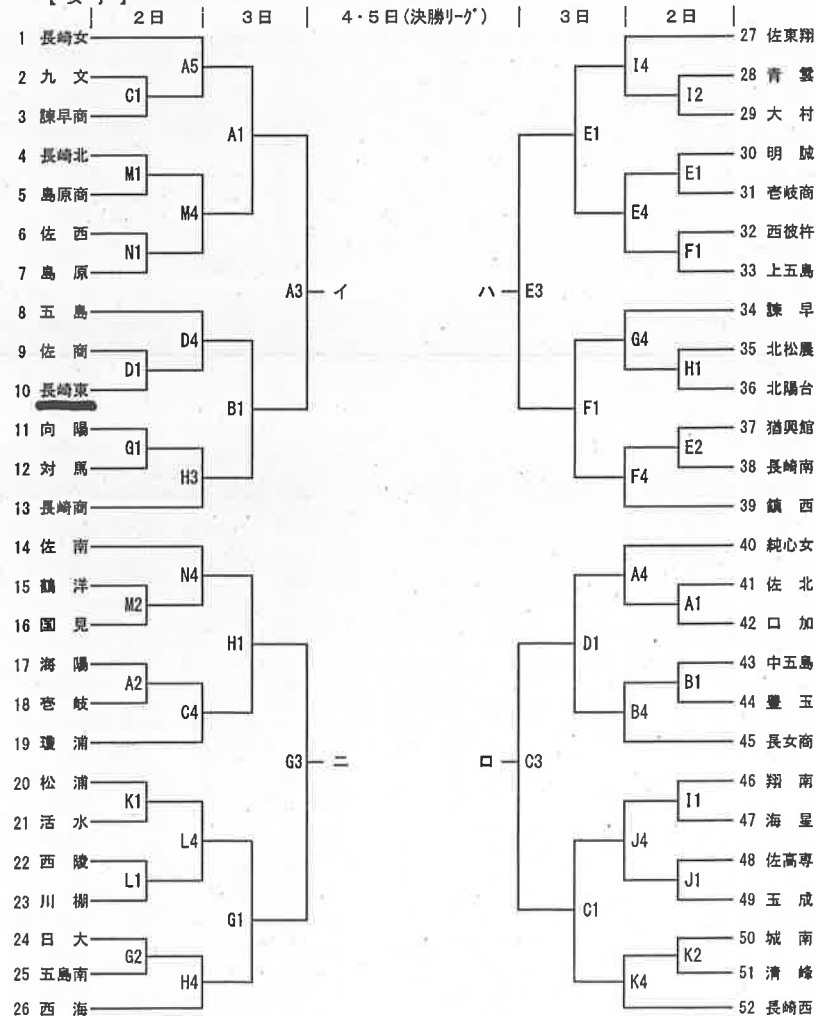 2日 3日 4・5日(決勝リーグ) 3日 2日
1 長崎女
2 九文
3 諫早商
4 長崎北
5 島原商
6 佐西
7 島原
8 五島
9 佐商
10 長崎東
11 向陽
12 対馬
13 長崎商
14 佐南
15 鶴洋
16 国見
17 海陽
18 壱岐
19 瓊浦
20 松浦
21 活水
22 西陵
23 川棚
24 日大
25 五島南
26 西海
C1
M1
N1
D1
G1
M2
A2
K1
L1
G2
A5
M4
D4
H3
N4
C4
L4
H4
A1
B1
H1
G1
A3 イ
G3 ニ
ハ E3
ロ C3
E1
F1
D1
C1
I4
E4
G4
F4
A4
B4
J4
K4
I2
E1
F1
H1
E2
A1
B1
I1
J1
K2
27 佐東翔
28 青雲
29 大村
30 明誠
31 壱岐商
32 西彼杵
33 上五島
34 諫早
35 北松農
36 北陽台
37 猶興館
38 長崎南
39 鎮西
40 純心女
41 佐北
42 口加
43 中五島
44 豊玉
45 長女商
46 翔南
47 海星
48 佐高専
49 玉成
50 城南
51 清峰
52 長崎西